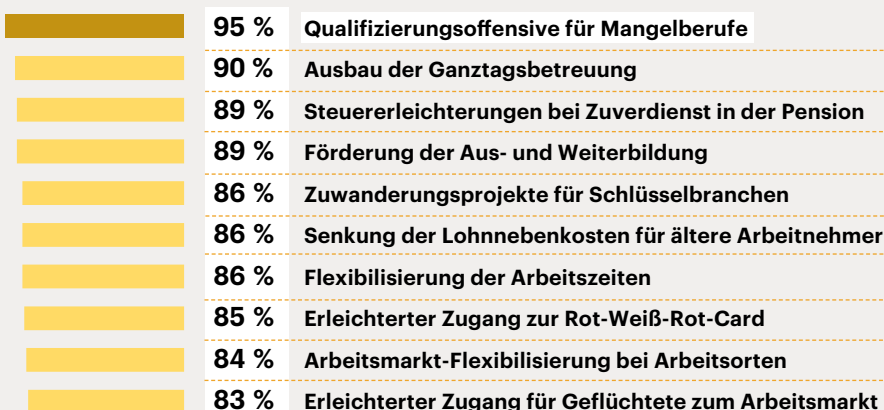 95 % Qualifizierungsoffensive für Mangelberufe
90 % Ausbau der Ganztagsbetreuung
89 % Steuererleichterungen bei Zuverdienst in der Pension
89 % Förderung der Aus- und Weiterbildung
86 % Zuwanderungsprojekte für Schlüsselbranchen
86 % Senkung der Lohnnebenkosten für ältere Arbeitnehmer
86 % Flexibilisierung der Arbeitszeiten
85 % Erleichterter Zugang zur Rot-Weiß-Rot-Card
84 % Arbeitsmarkt-Flexibilisierung bei Arbeitsorten
83 % Erleichterter Zugang für Geflüchtete zum Arbeitsmarkt